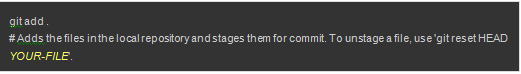 git add .
# Adds the files in the local repository and stages them for commit. To unstage a file, use 'git reset HEAD
YOUR-FILE'.